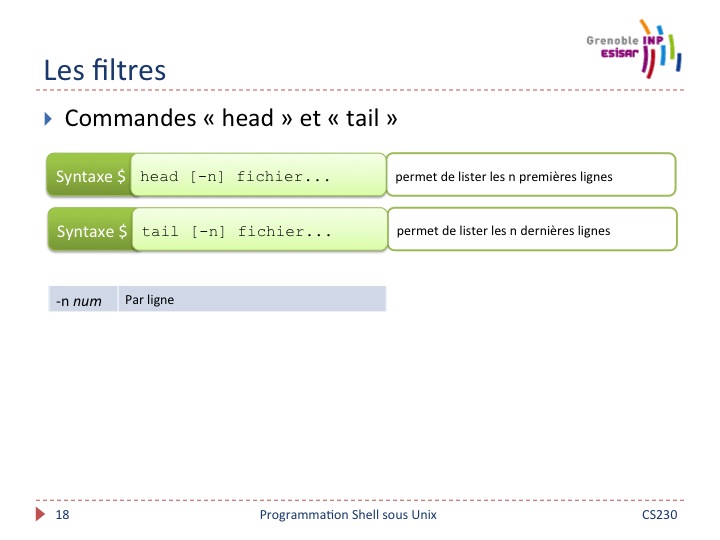 Grenoble INP
esisar
Les filtres
Commandes « head » et « tail »
Syntaxe $ head [-n] fichier... permet de lister les n premières lignes
Syntaxe $ tail [-n] fichier... permet de lister les n dernières lignes
-n num Par ligne
18 Programmation Shell sous Unix CS230